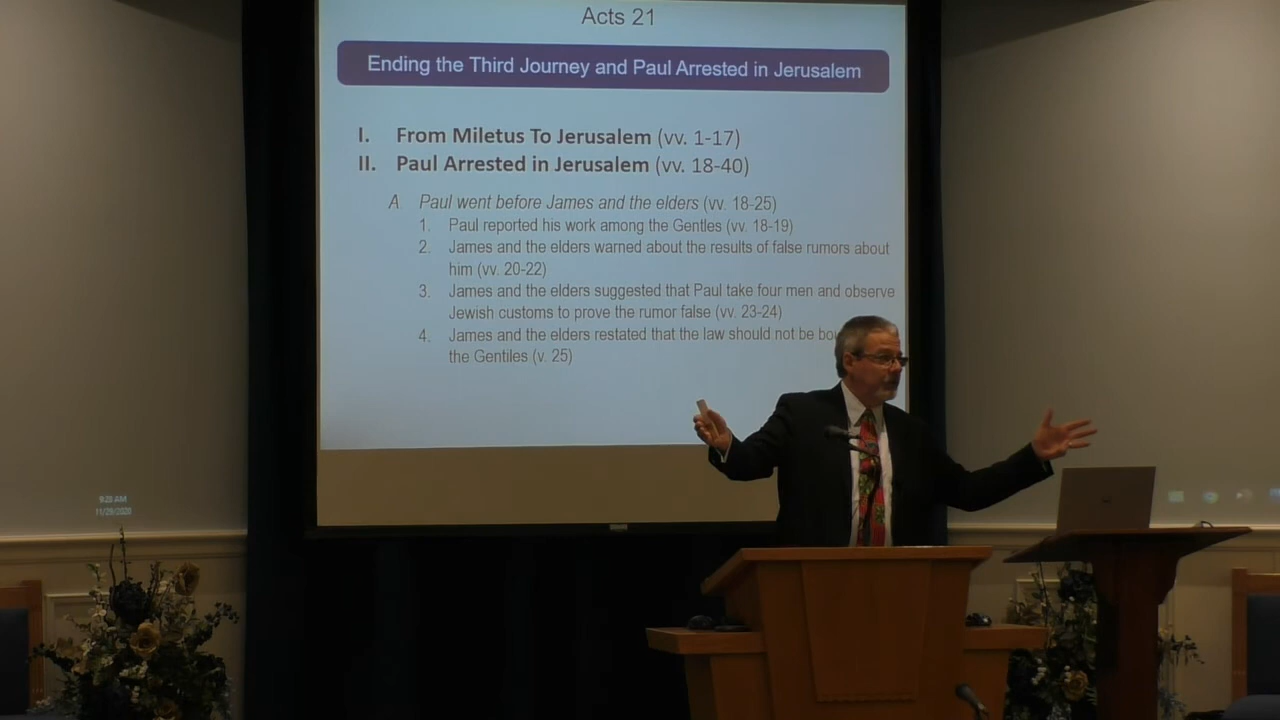 Acts 21
Ending the Third Journey and Paul Arrested in Jerusalem
I. From Miletus To Jerusalem (vv. 1-17)
II. Paul Arrested in Jerusalem (vv. 18-40)
A. Paul went before James and the elders (vv. 18-25)
1. Paul reported his work among the Gentles (vv. 18-19)
2. James and the elders warned about the results of false rumors about
him (vv. 20-22)
3. James and the elders suggested that Paul take four men and observe
Jewish customs to prove the rumor false (vv. 23-24)
4. James and the elders restated that the law should not be
the Gentiles (v. 25)
11/29/2020